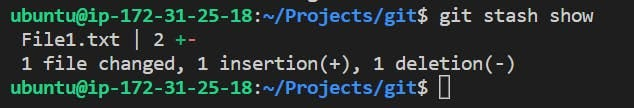 ubuntu@ip-172-31-25-18:~/Projects/git$ git stash show
 File1.txt | 2 +-
 1 file changed, 1 insertion(+), 1 deletion(-)
ubuntu@ip-172-31-25-18:~/Projects/git$